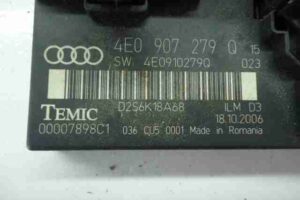 4E0 907 279 Q 15
SW: 4E0910279Q 023
D2S6K18A68 ILM D3
TEMIC 18.10.2006
00007898C1 036 CU5 0001 Made in Romania